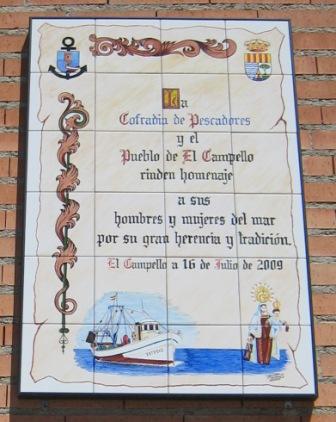 La
Cofradia de Pescadores
y el
Pueblo de El Campello
rinden homenaje
a sus
hombres y mujeres del mar
por su gran herencia y tradición.
El Campello a 16 de Julio de 2009